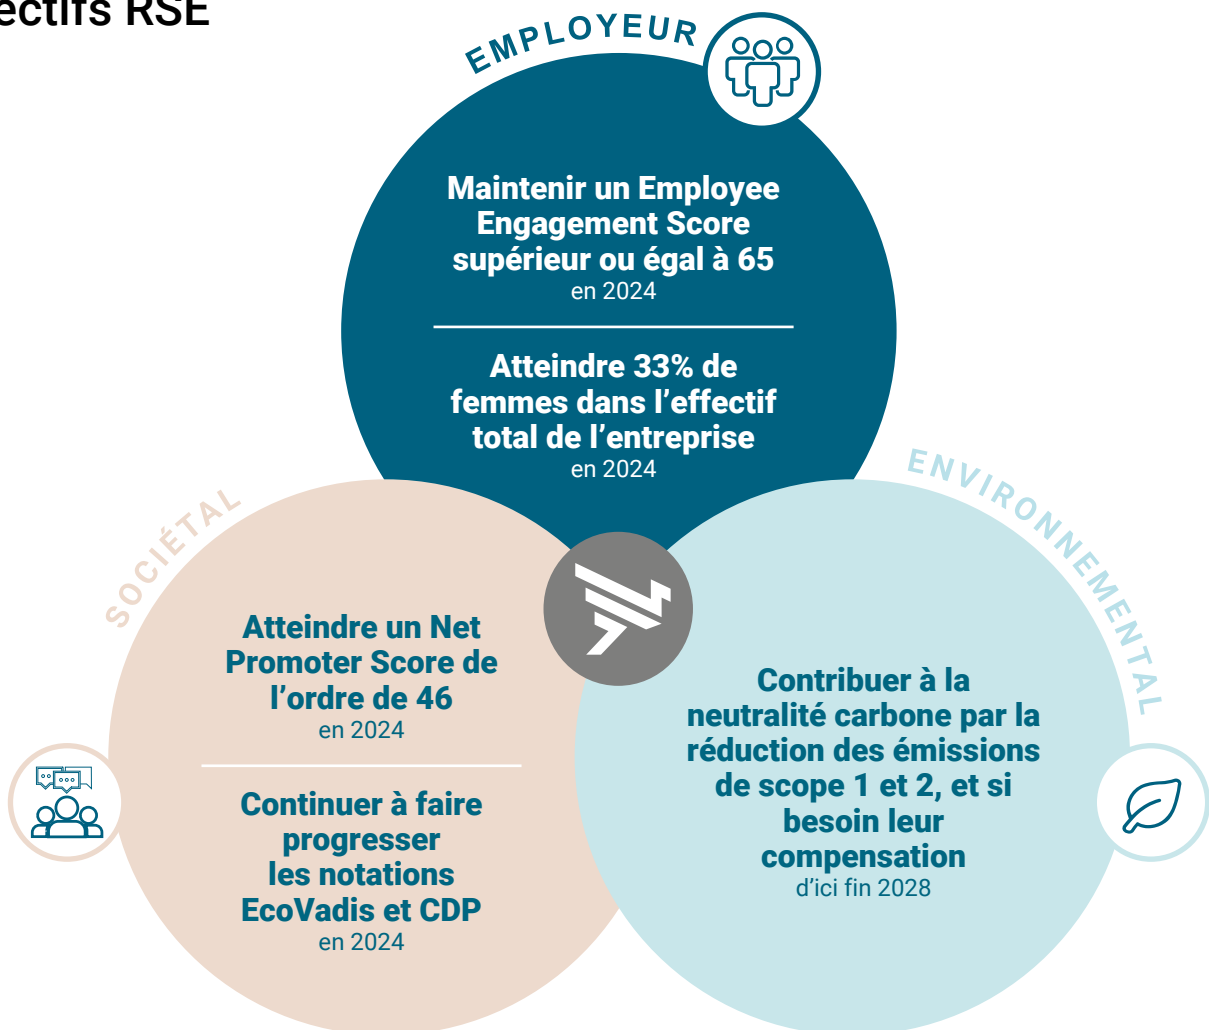 ectifs RSE
EMPLOYEUR
Maintenir un Employee
Engagement Score
supérieur ou égal à 65
en 2024
Atteindre 33% de
femmes dans l’effectif
total de l’entreprise
en 2024
SOCIÉTAL
Atteindre un Net
Promoter Score de
l’ordre de 46
en 2024
Continuer à faire
progresser
les notations
EcoVadis et CDP
en 2024
ENVIRONNEMENTAL
Contribuer à la
neutralité carbone par la
réduction des émissions
de scope 1 et 2, et si
besoin leur
compensation
d’ici fin 2028